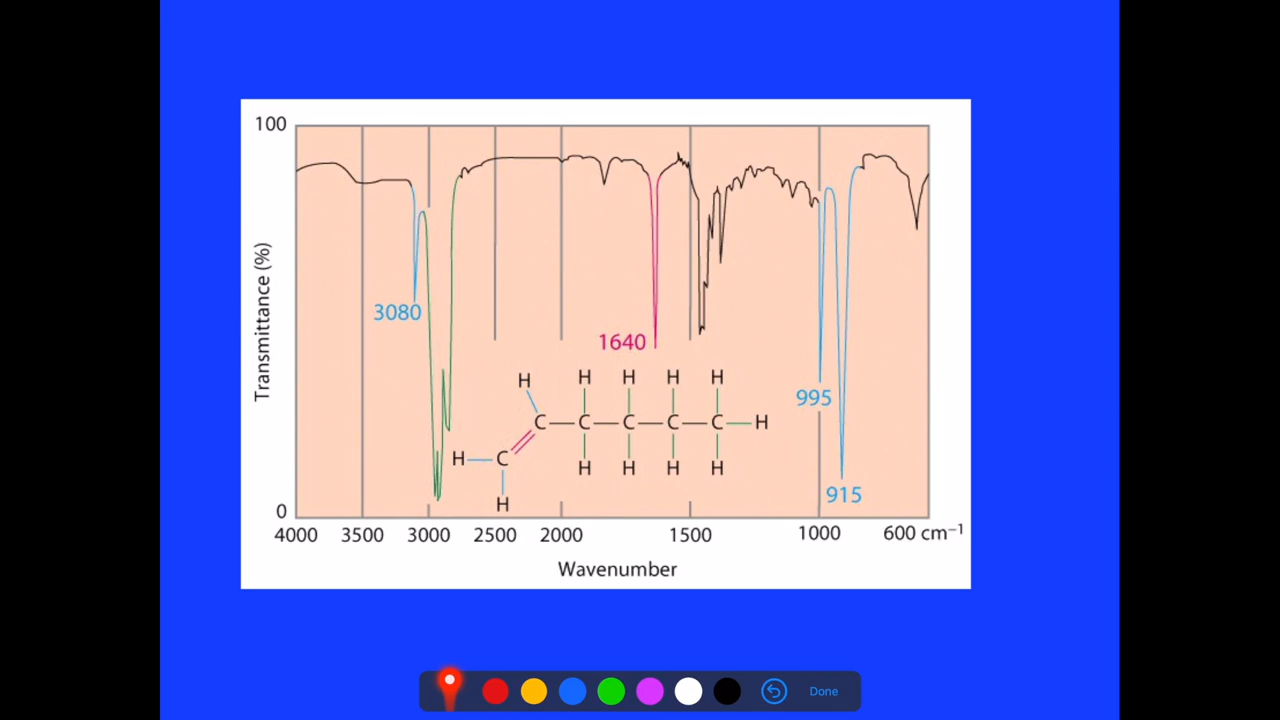 100
Transmittance (%)
3080
1640
995
915
H H H H H
C C C C C H
H C
H H H H
H
0
4000 3500 3000 2500 2000 1500 1000 600 cm⁻¹
Wavenumber
Done